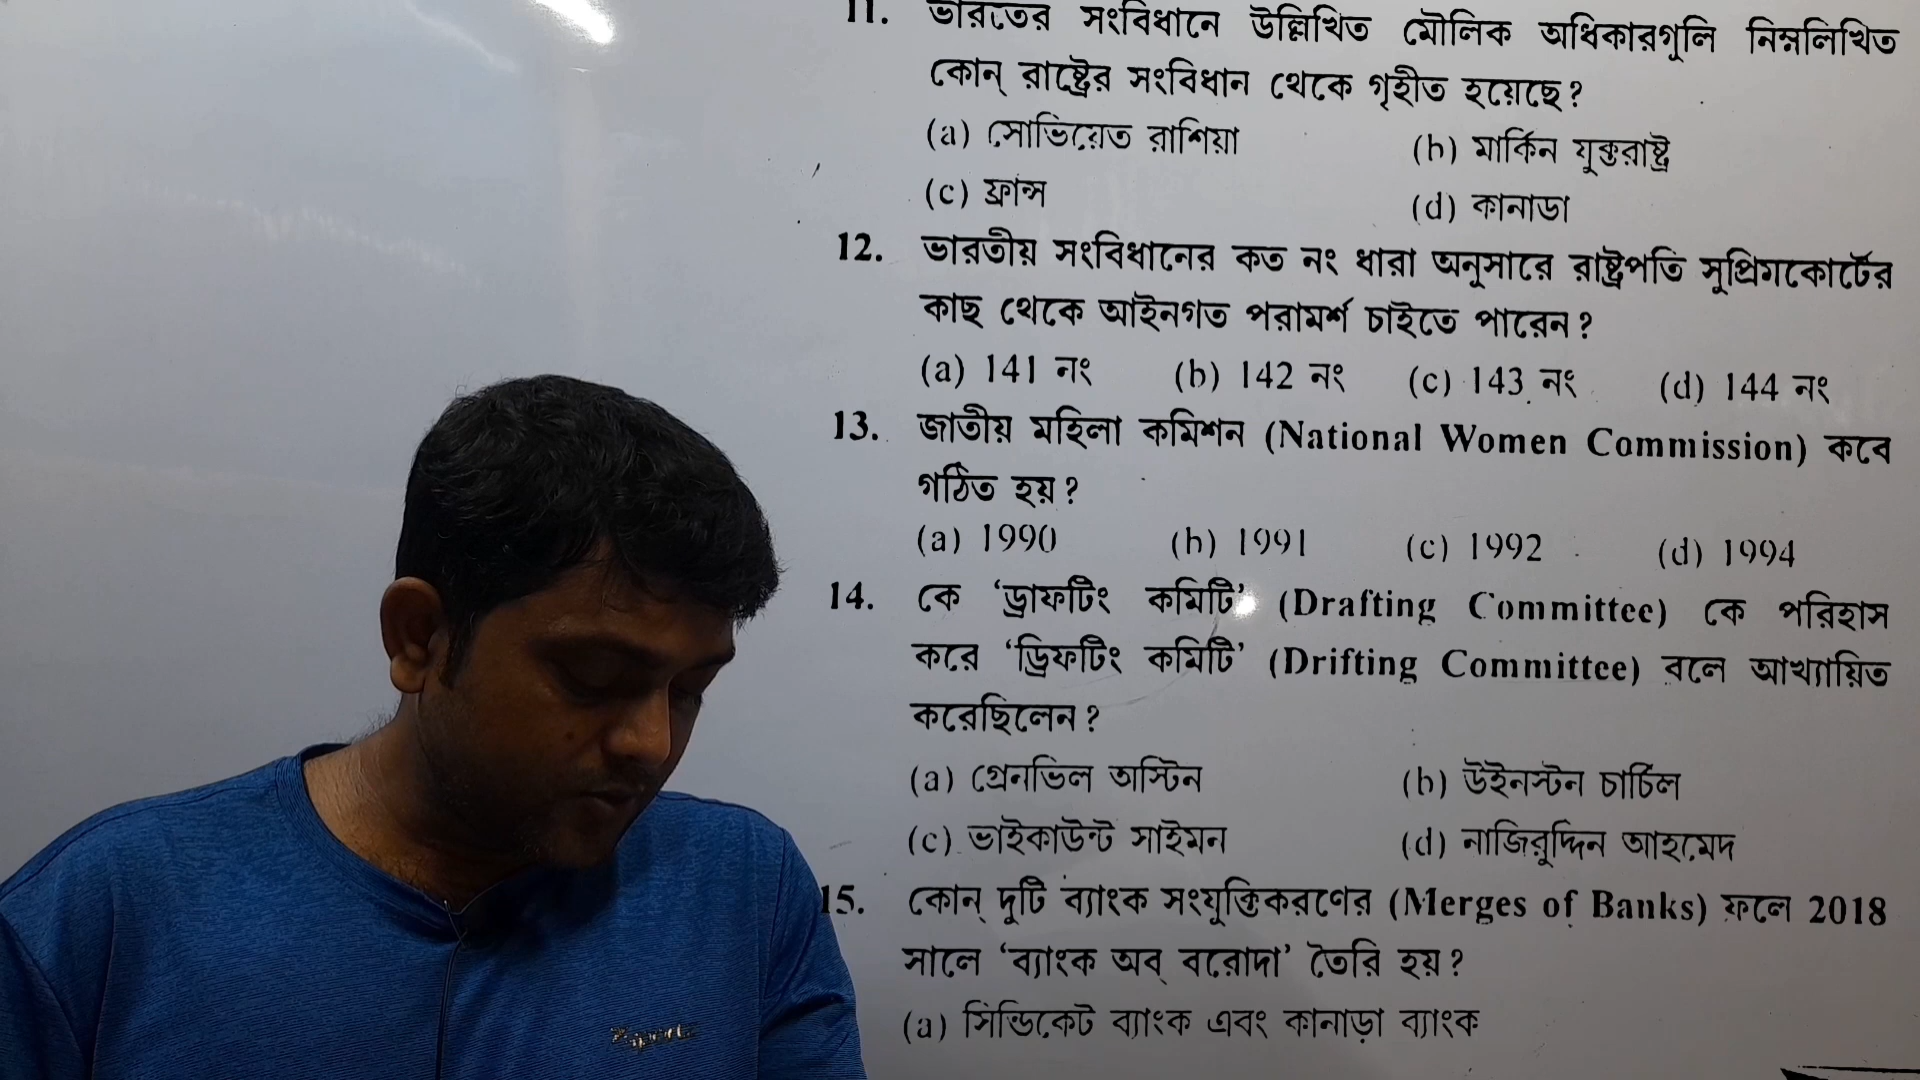 11. ভারতের সংবিধানে উল্লিখিত মৌলিক অধিকারগুলি নিম্নলিখিত
কোন্ রাষ্ট্রের সংবিধান থেকে গৃহীত হয়েছে?
(a) সোভিয়েত রাশিয়া (b) মার্কিন যুক্তরাষ্ট্র
(c) ফ্রান্স (d) কানাডা
12. ভারতীয় সংবিধানের কত নং ধারা অনুসারে রাষ্ট্রপতি সুপ্রিমকোর্টের
কাছ থেকে আইনগত পরামর্শ চাইতে পারেন?
(a) 141 নং (b) 142 নং (c) 143 নং (d) 144 নং
13. জাতীয় মহিলা কমিশন (National Women Commission) কবে
গঠিত হয়?
(a) 1990 (b) 1991 (c) 1992 (d) 1994
14. কে ‘ড্রাফটিং কমিটি’ (Drafting Committee) কে পরিহাস
করে ‘ড্রিফটিং কমিটি’ (Drifting Committee) বলে আখ্যায়িত
করেছিলেন?
(a) গ্রেনভিল অস্টিন (b) উইনস্টন চার্চিল
(c) ভাইকাউন্ট সাইমন (d) নাজিরুদ্দিন আহমেদ
15. কোন্ দুটি ব্যাংক সংযুক্তিকরণের (Merges of Banks) ফলে 2018
সালে ‘ব্যাংক অব্ বরোদা’ তৈরি হয়?
(a) সিন্ডিকেট ব্যাংক এবং কানাড়া ব্যাংক